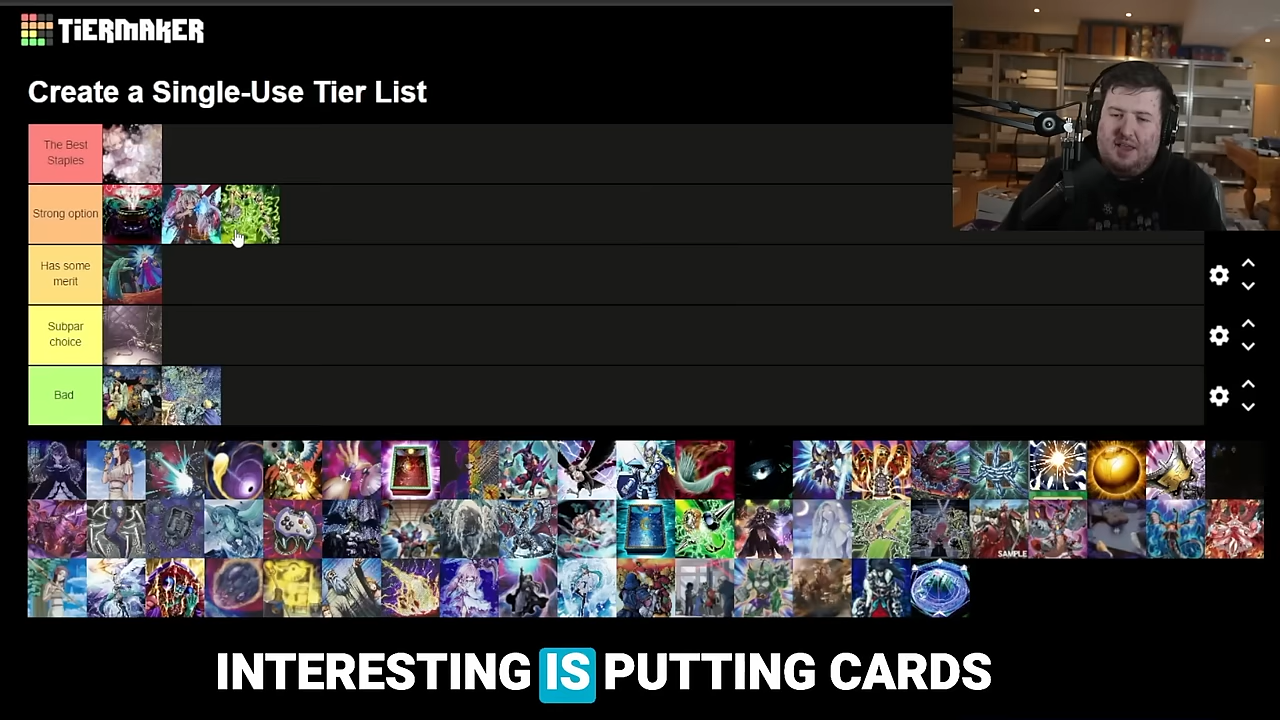 TIERMAKER
Create a Single-Use Tier List
The Best
Staples
Strong option
Has some
merit
Subpar
choice
Bad
SAMPLE
INTERESTING IS PUTTING CARDS